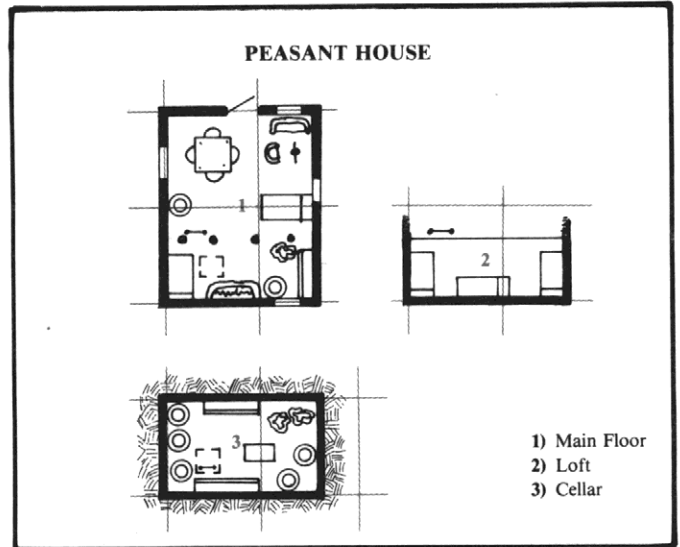 PEASANT HOUSE
1
2
3
1) Main Floor
2) Loft
3) Cellar